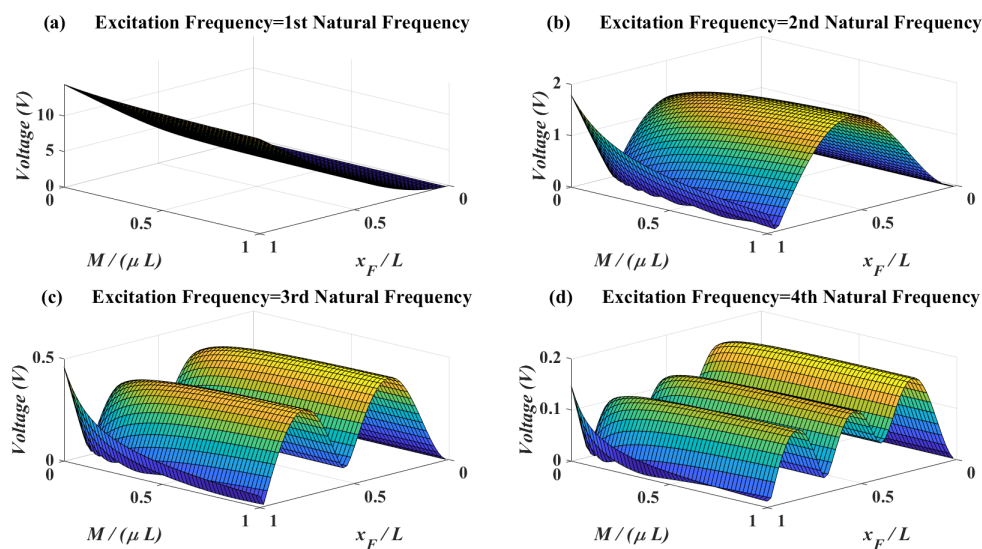 (a) Excitation Frequency=1st Natural Frequency
10
5
0
Voltage (V)
0
0.5
1
M / (μ L)
1
0.5
0
x_F / L
(b) Excitation Frequency=2nd Natural Frequency
2
1
0
Voltage (V)
0
0.5
1
M / (μ L)
1
0.5
0
x_F / L
(c) Excitation Frequency=3rd Natural Frequency
0.5
0
Voltage (V)
0
0.5
1
M / (μ L)
1
0.5
0
x_F / L
(d) Excitation Frequency=4th Natural Frequency
0.2
0.1
0
Voltage (V)
0
0.5
1
M / (μ L)
1
0.5
0
x_F / L